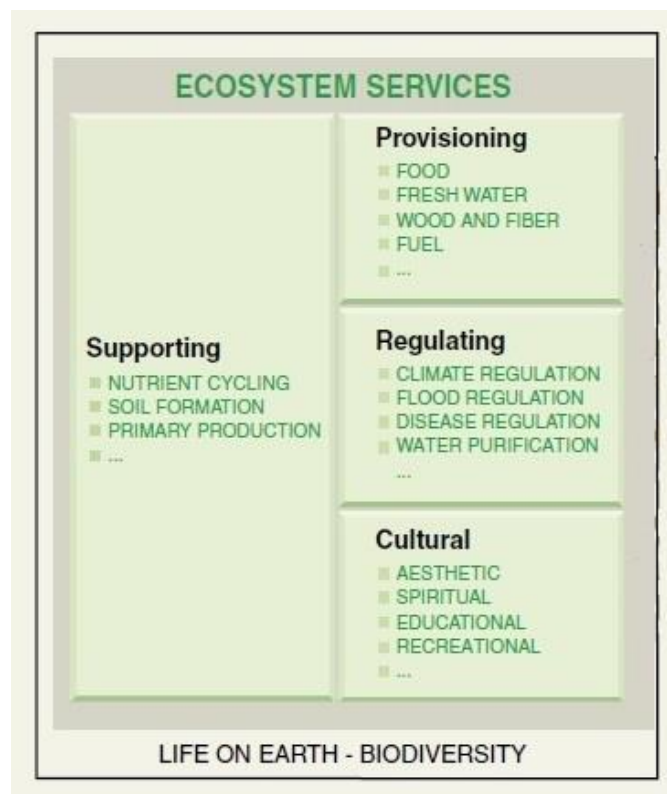 ECOSYSTEM SERVICES
Supporting
NUTRIENT CYCLING
SOIL FORMATION
PRIMARY PRODUCTION
...
Provisioning
FOOD
FRESH WATER
WOOD AND FIBER
FUEL
...
Regulating
CLIMATE REGULATION
FLOOD REGULATION
DISEASE REGULATION
WATER PURIFICATION
...
Cultural
AESTHETIC
SPIRITUAL
EDUCATIONAL
RECREATIONAL
...
LIFE ON EARTH - BIODIVERSITY